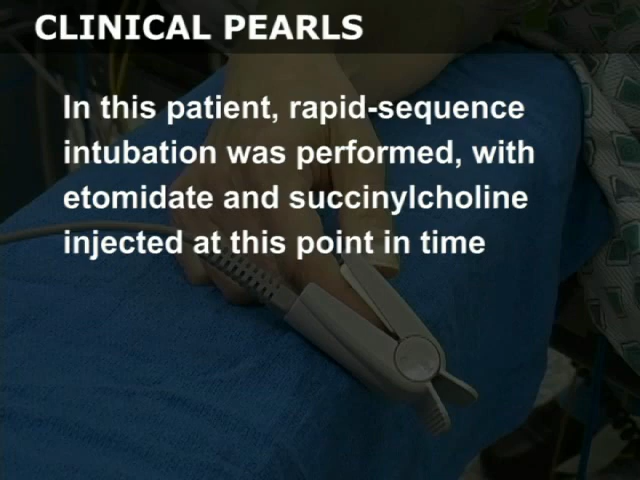 CLINICAL PEARLS
In this patient, rapid-sequence
intubation was performed, with
etomidate and succinylcholine
injected at this point in time